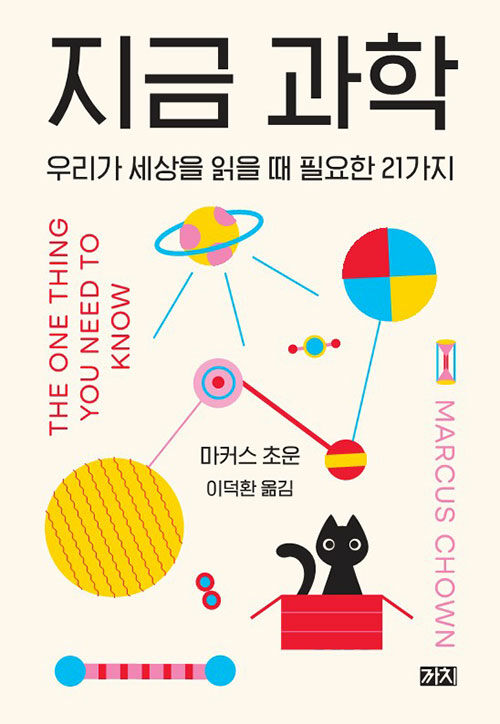 지금 과학
우리가 세상을 읽을 때 필요한 21가지
THE ONE THING
YOU NEED TO
KNOW
마커스 초운
이덕환 옮김
MARCUS CHOWN
까치